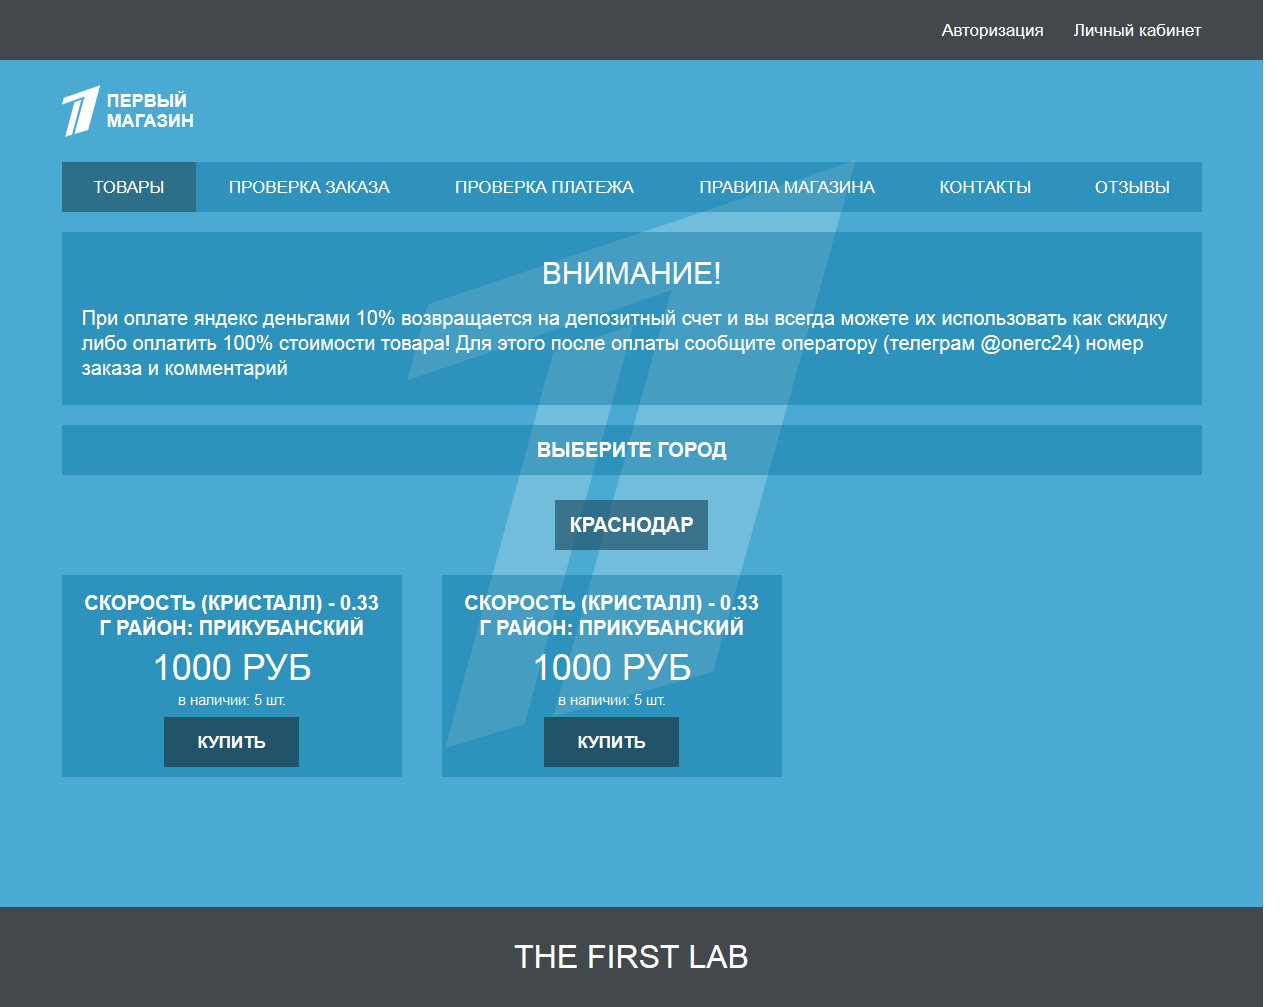 Авторизация Личный кабинет
ПЕРВЫЙ
МАГАЗИН
ТОВАРЫ ПРОВЕРКА ЗАКАЗА ПРОВЕРКА ПЛАТЕЖА ПРАВИЛА МАГАЗИНА КОНТАКТЫ ОТЗЫВЫ
ВНИМАНИЕ!
При оплате яндекс деньгами 10% возвращается на депозитный счет и вы всегда можете их использовать как скидку
либо оплатить 100% стоимости товара! Для этого после оплаты сообщите оператору (телеграм @onerc24) номер
заказа и комментарий
ВЫБЕРИТЕ ГОРОД
КРАСНОДАР
СКОРОСТЬ (КРИСТАЛЛ) - 0.33
Г РАЙОН: ПРИКУБАНСКИЙ
1000 РУБ
в наличии: 5 шт.
КУПИТЬ
СКОРОСТЬ (КРИСТАЛЛ) - 0.33
Г РАЙОН: ПРИКУБАНСКИЙ
1000 РУБ
в наличии: 5 шт.
КУПИТЬ
THE FIRST LAB